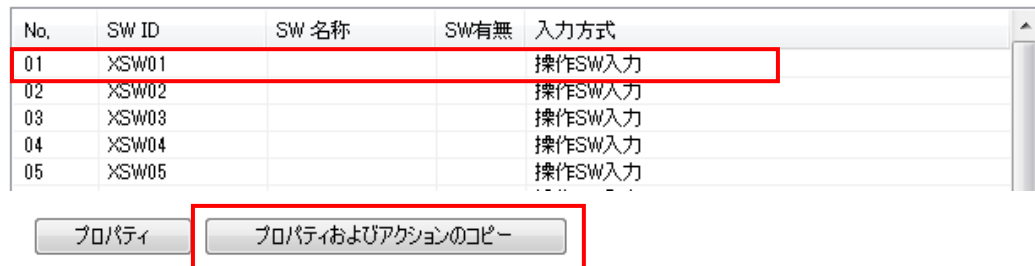 No. SW ID SW 名称 SW有無 入力方式
01 XSW01 操作SW入力
02 XSW02 操作SW入力
03 XSW03 操作SW入力
04 XSW04 操作SW入力
05 XSW05 操作SW入力
プロパティ プロパティおよびアクションのコピー